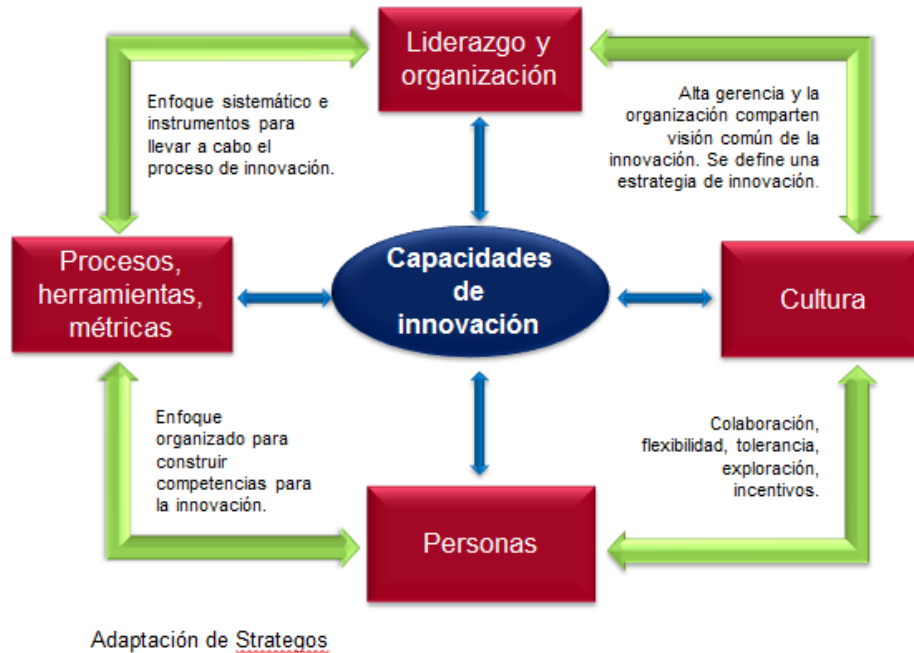 Liderazgo y
organización
Enfoque sistemático e
instrumentos para
llevar a cabo el
proceso de innovación.
Alta gerencia y la
organización comparten
visión común de la
innovación. Se define una
estrategia de innovación.
Procesos,
herramientas,
métricas
Capacidades
de
innovación
Cultura
Enfoque
organizado para
construir
competencias para
la innovación.
Colaboración,
flexibilidad, tolerancia,
exploración,
incentivos.
Personas
Adaptación de Strategos